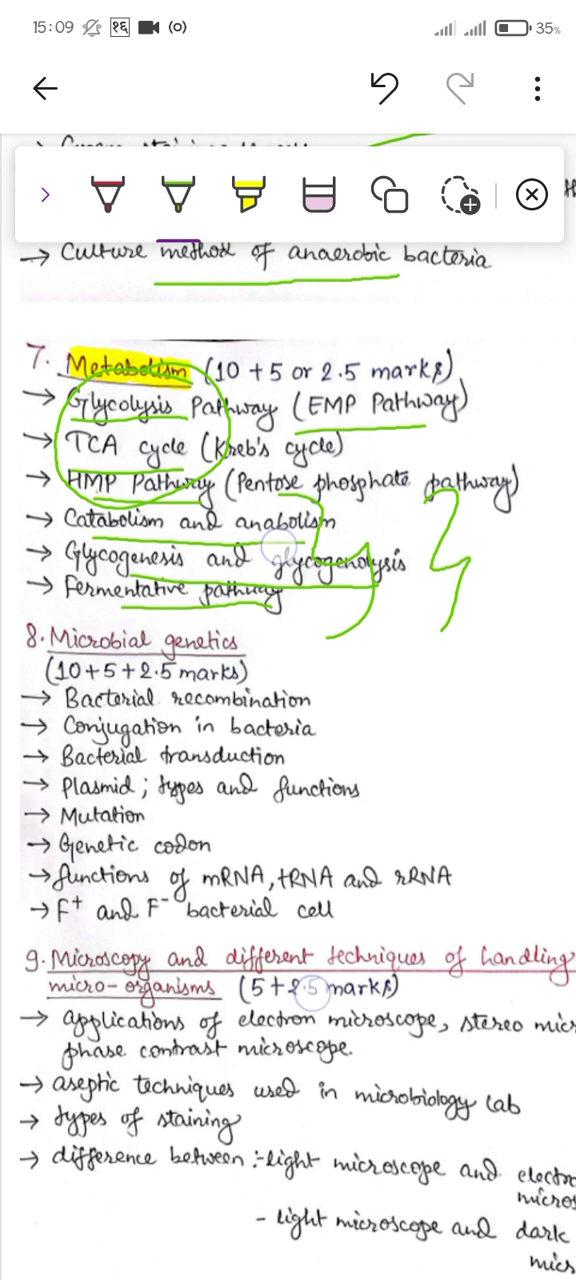 15:09 १६ 35%
→ Culture method of anaerobic bacteria
7. Metabolism (10 + 5 or 2.5 marks)
→ Glycolysis Pathway (EMP Pathway)
→ TCA cycle (Kreb's cycle)
→ HMP Pathway (Pentose phosphate pathway)
→ Catabolism and anabolism
→ Glycogenesis and glycogenolysis
→ Fermentative pathway
8. Microbial genetics
(10+5+2.5 marks)
→ Bacterial recombination
→ Conjugation in bacteria
→ Bacterial transduction
→ Plasmid ; types and functions
→ Mutation
→ Genetic codon
→ functions of mRNA, tRNA and rRNA
→ F+ and F- bacterial cell
9. Microscopy and different techniques of handling
micro-organisms (5+2.5 marks)
→ applications of electron microscope, stereo mic
phase contrast microscope.
→ aseptic techniques used in microbiology lab
→ types of staining
→ difference between :- light microscope and electro
micros
- light microscope and dark
mics